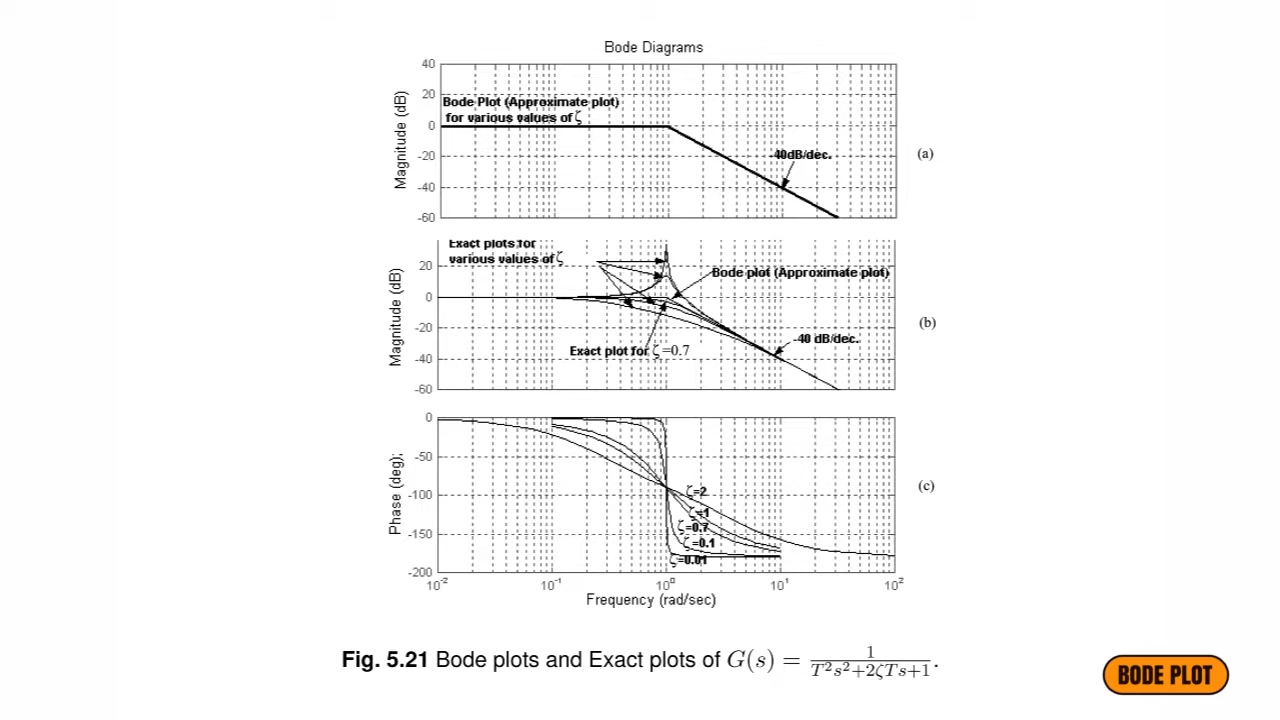 Bode Diagrams
40
20
0
-20
-40
-60
Magnitude (dB)
Bode Plot (Approximate plot)
for various values of ζ
-40dB/dec.
(a)
Exact plots for
various values of ζ
20
0
-20
-40
-60
Magnitude (dB)
Bode plot (Approximate plot)
-40 dB/dec.
Exact plot for ζ=0.7
(b)
0
-50
-100
-150
-200
Phase (deg);
ζ=2
ζ=1
ζ=0.7
ζ=0.1
ζ=0.01
(c)
10⁻² 10⁻¹ 10⁰ 10¹ 10²
Frequency (rad/sec)
Fig. 5.21 Bode plots and Exact plots of G(s) = 1/(T²s²+2ζTs+1).
BODE PLOT